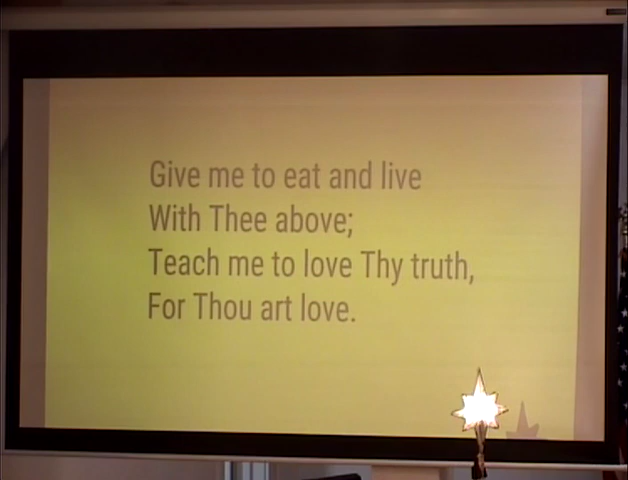 Give me to eat and live
With Thee above;
Teach me to love Thy truth,
For Thou art love.